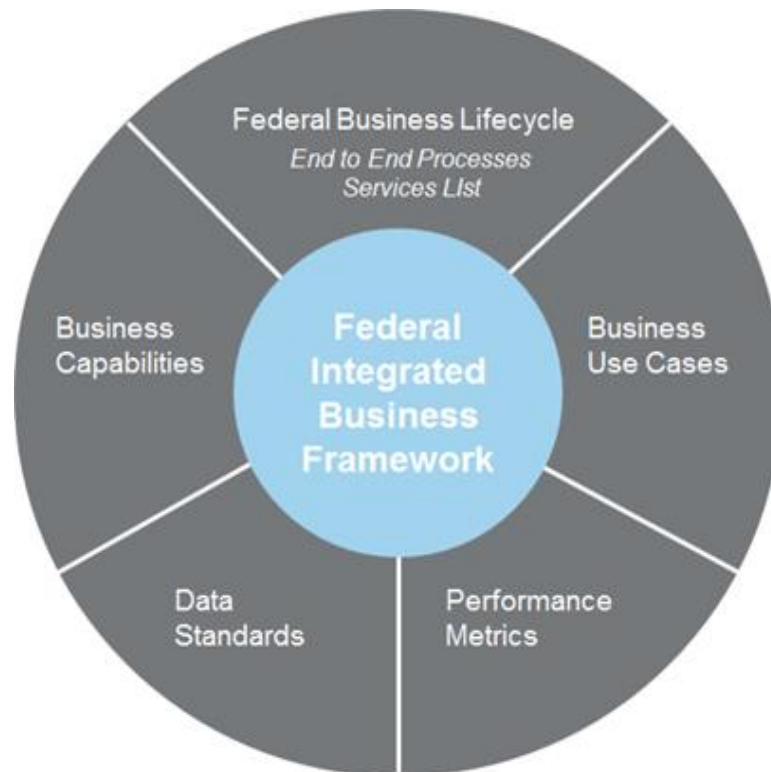 Federal Business Lifecycle
End to End Processes
Services LIst
Business
Capabilities
Federal
Integrated
Business
Framework
Business
Use Cases
Data
Standards
Performance
Metrics